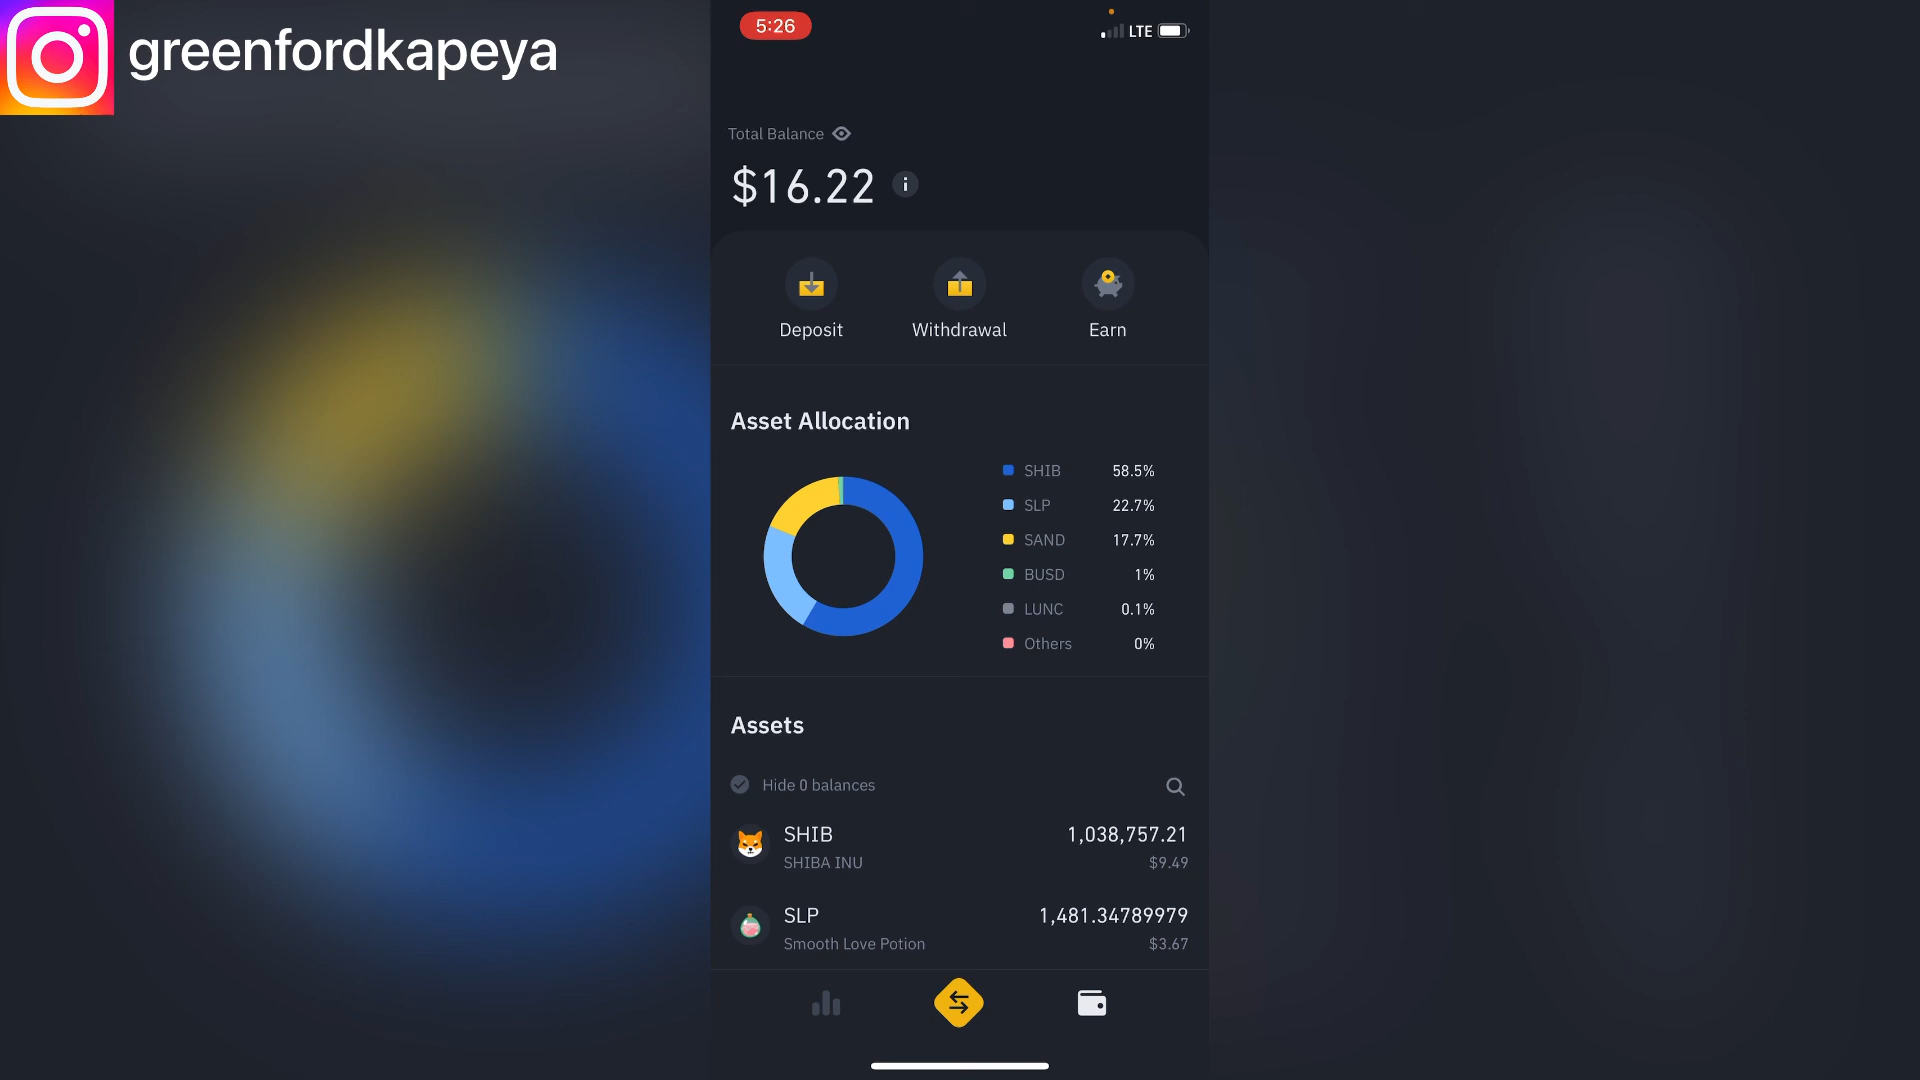 greenfordkapeya
5:26
LTE
Total Balance
$16.22
Deposit Withdrawal Earn
Asset Allocation
SHIB 58.5%
SLP 22.7%
SAND 17.7%
BUSD 1%
LUNC 0.1%
Others 0%
Assets
Hide 0 balances
SHIB 1,038,757.21
SHIBA INU $9.49
SLP 1,481.34789979
Smooth Love Potion $3.67